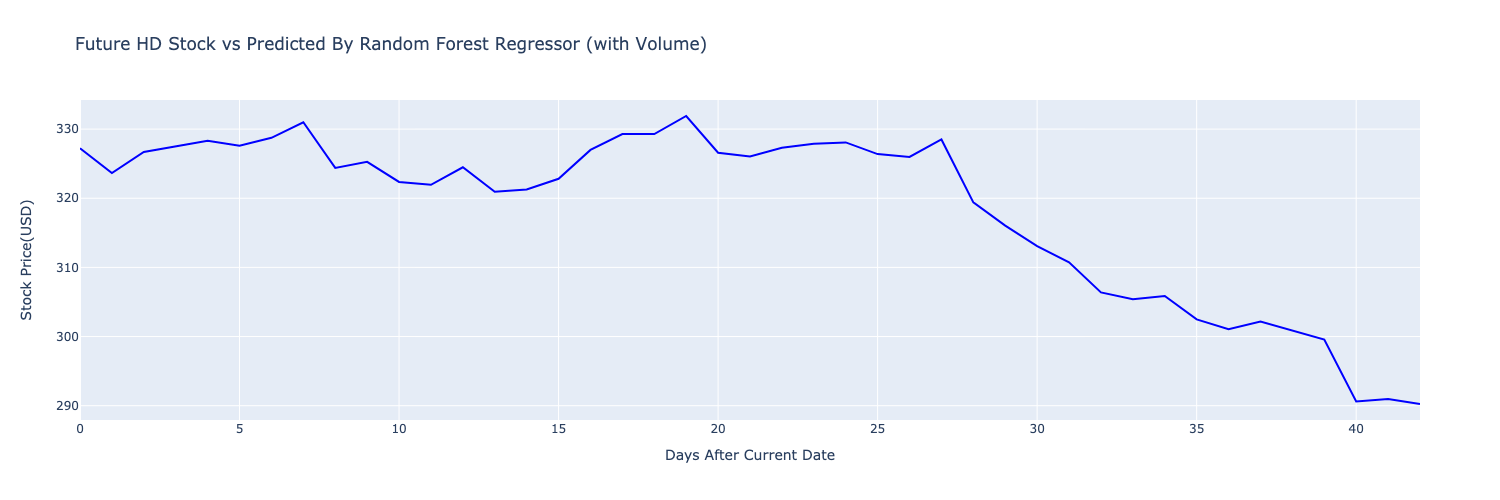 Future HD Stock vs Predicted By Random Forest Regressor (with Volume)
Stock Price(USD)
330
320
310
300
290
0 5 10 15 20 25 30 35 40
Days After Current Date